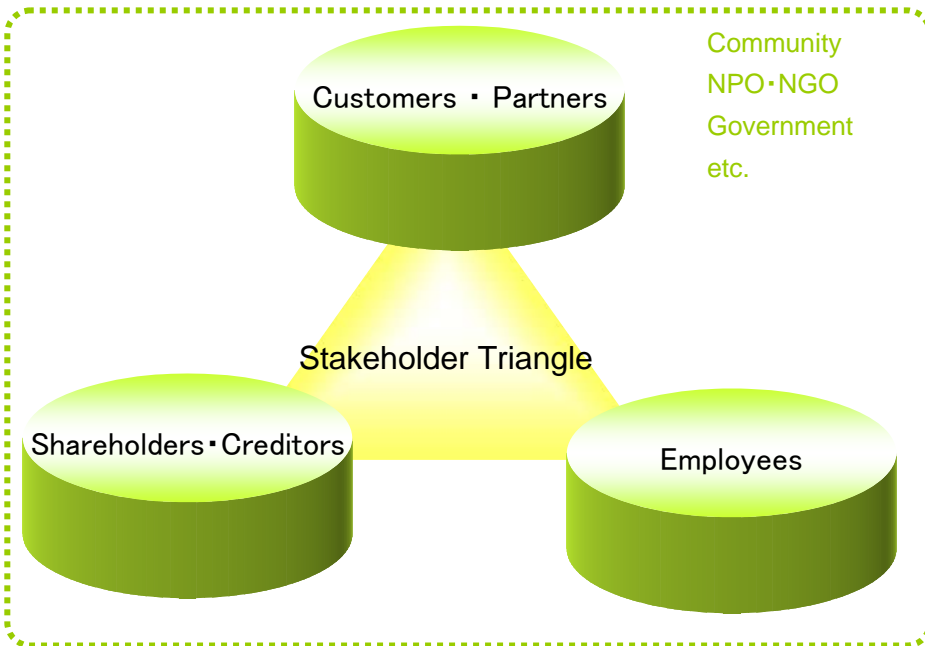 Customers・Partners
Community
NPO・NGO
Government
etc.
Stakeholder Triangle
Shareholders・Creditors
Employees